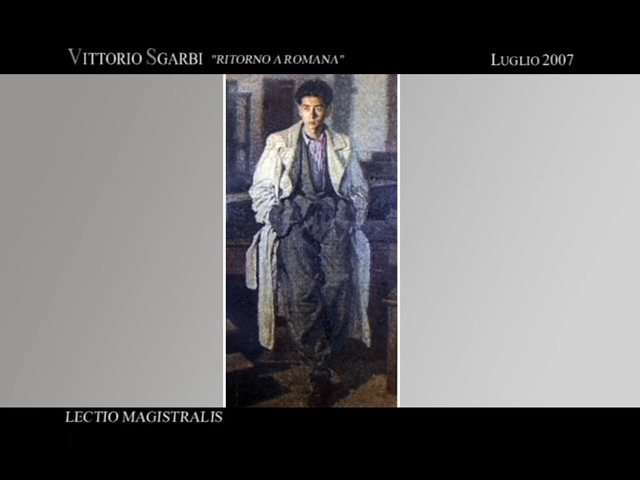 VITTORIO SGARBI "RITORNO A ROMANA"
LUGLIO 2007
LECTIO MAGISTRALIS